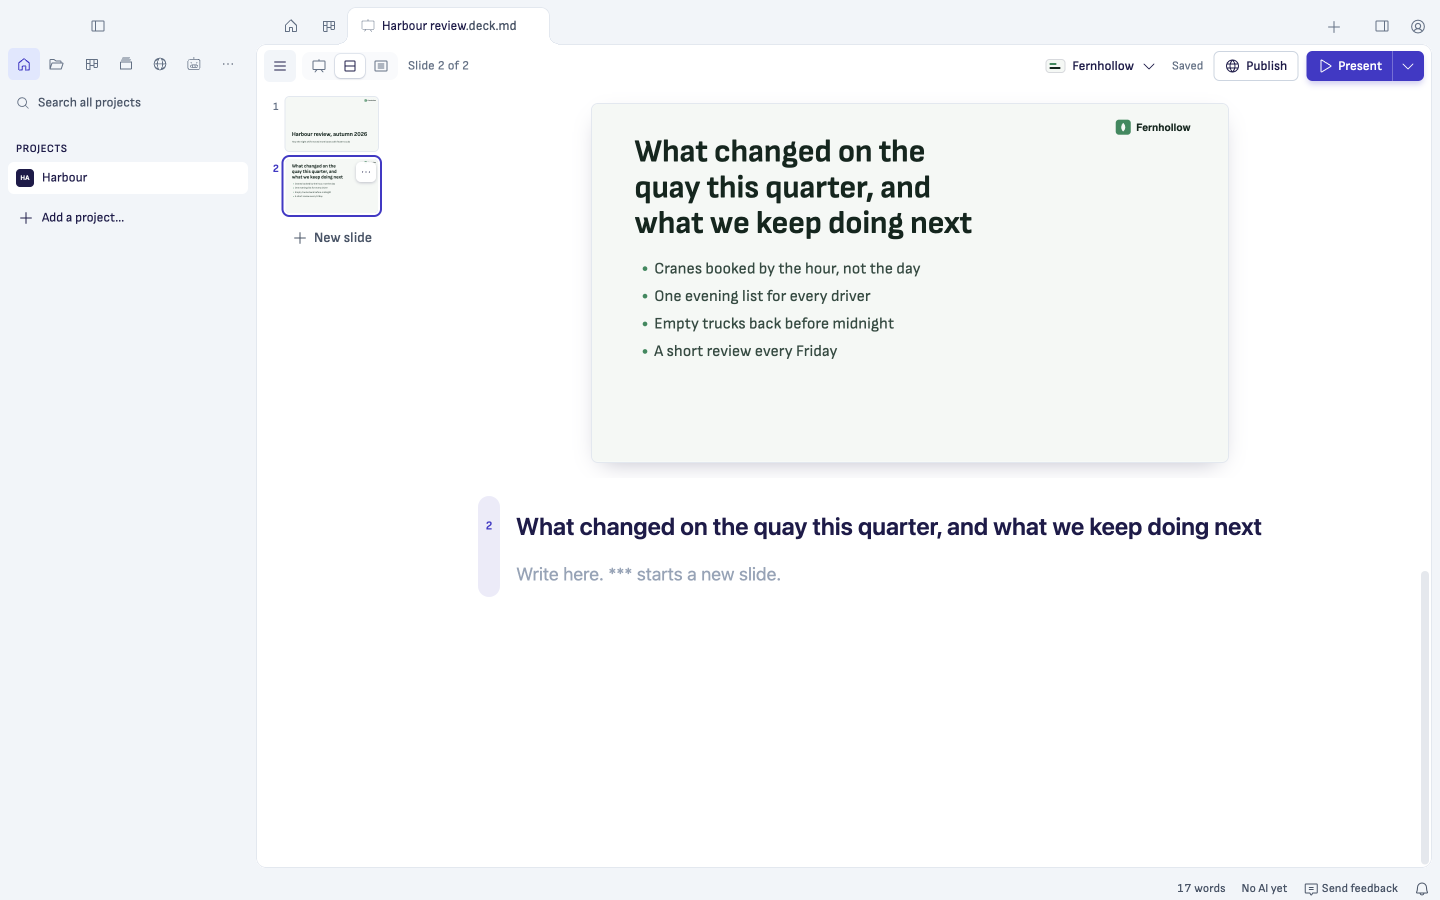 Harbour review.deck.md
Slide 2 of 2
Fernhollow
Saved
Publish
Present
Search all projects
PROJECTS
HA
Harbour
Add a project...
1
Harbour review, autumn 2026
2
What changed on the
quay this quarter, and
what we keep doing next
New slide
Fernhollow
What changed on the
quay this quarter, and
what we keep doing next
• Cranes booked by the hour, not the day
• One evening list for every driver
• Empty trucks back before midnight
• A short review every Friday
2
What changed on the quay this quarter, and what we keep doing next
Write here. *** starts a new slide.
17 words
No AI yet
Send feedback